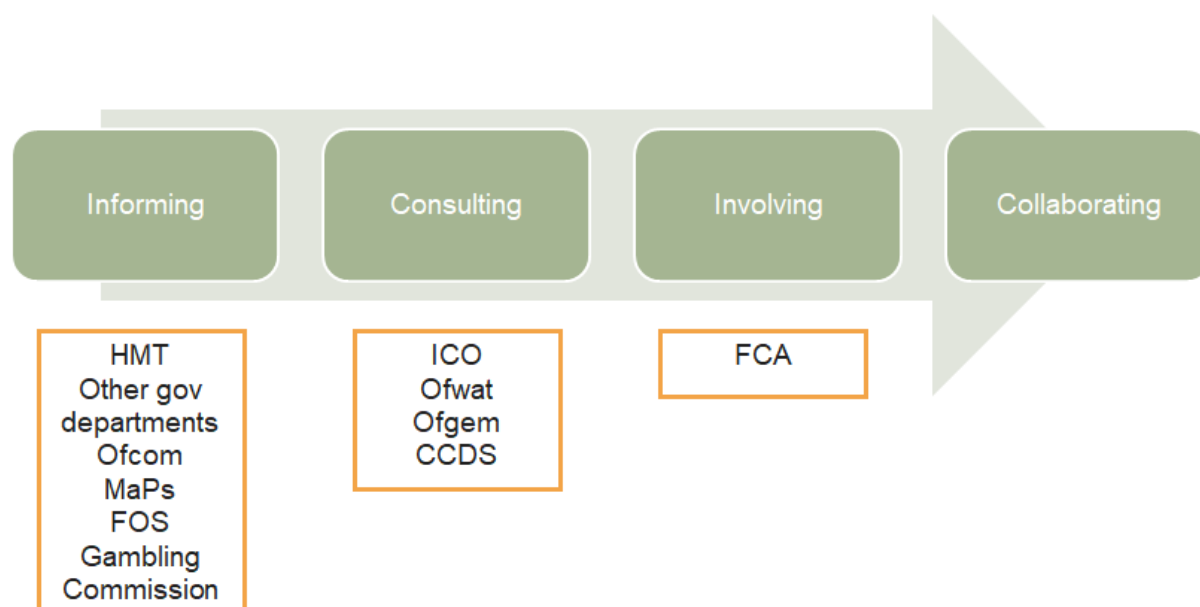 Informing
Consulting
Involving
Collaborating
HMT
Other gov
departments
Ofcom
MaPs
FOS
Gambling
Commission
ICO
Ofwat
Ofgem
CCDS
FCA